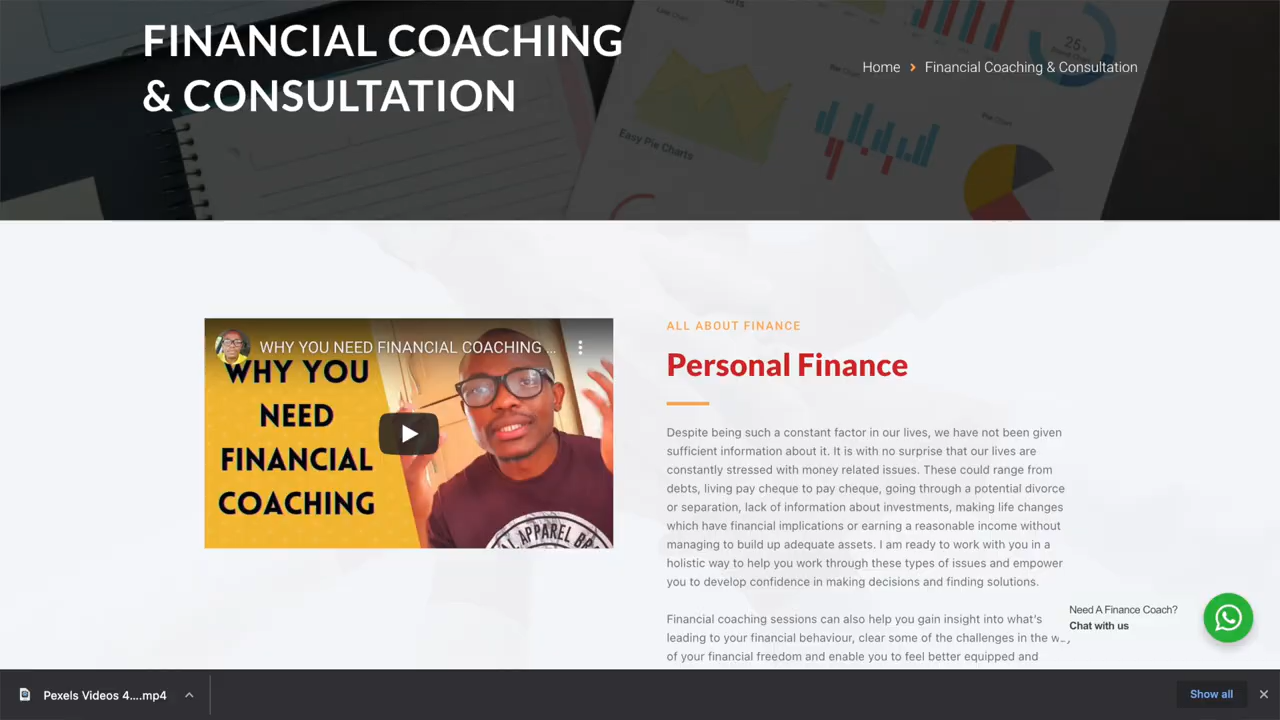 FINANCIAL COACHING
& CONSULTATION
Home > Financial Coaching & Consultation
25%
Easy Pie Charts
Pie Chart
WHY YOU NEED FINANCIAL COACHING ...
WHY YOU
NEED
FINANCIAL
COACHING
ALL ABOUT FINANCE
Personal Finance
Despite being such a constant factor in our lives, we have not been given
sufficient information about it. It is with no surprise that our lives are
constantly stressed with money related issues. These could range from
debts, living pay cheque to pay cheque, going through a potential divorce
or separation, lack of information about investments, making life changes
which have financial implications or earning a reasonable income without
managing to build up adequate assets. I am ready to work with you in a
holistic way to help you work through these types of issues and empower
you to develop confidence in making decisions and finding solutions.
Financial coaching sessions can also help you gain insight into what's
leading to your financial behaviour, clear some of the challenges in the
of your financial freedom and enable you to feel better equipped and
Need A Finance Coach?
Chat with us
Pexels Videos 4....mp4
Show all